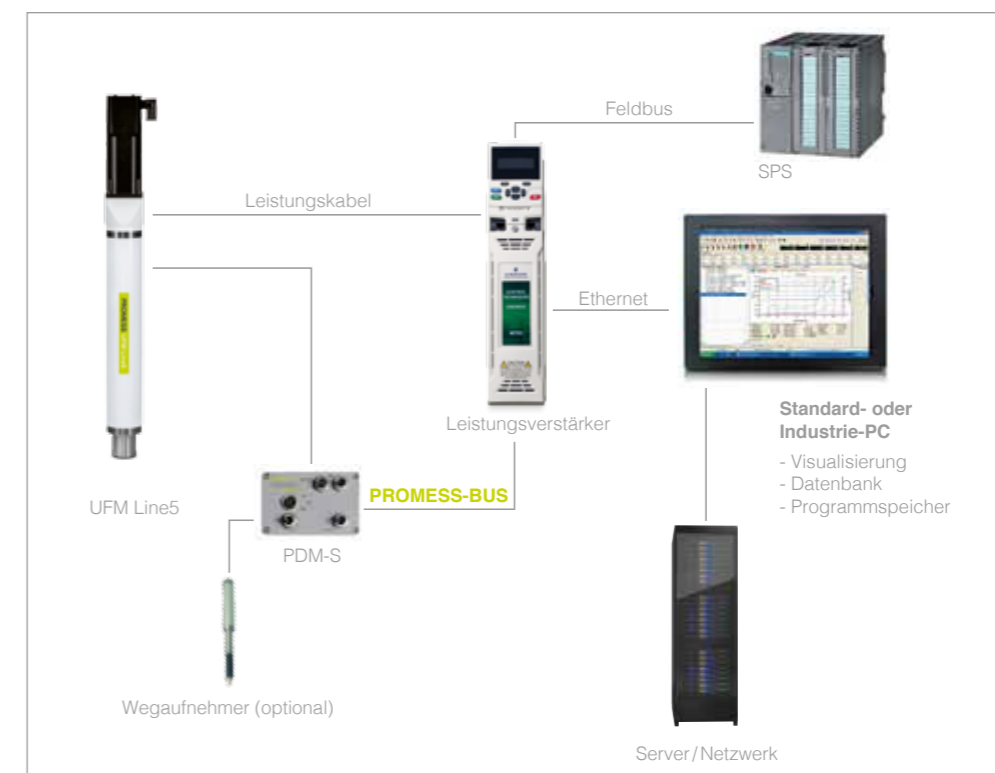 Feldbus
SPS
Leistungskabel
Ethernet
Leistungsverstärker
Standard- oder
Industrie-PC
- Visualisierung
- Datenbank
- Programmspeicher
UFM Line5
PROMESS-BUS
PDM-S
Wegaufnehmer (optional)
Server/Netzwerk